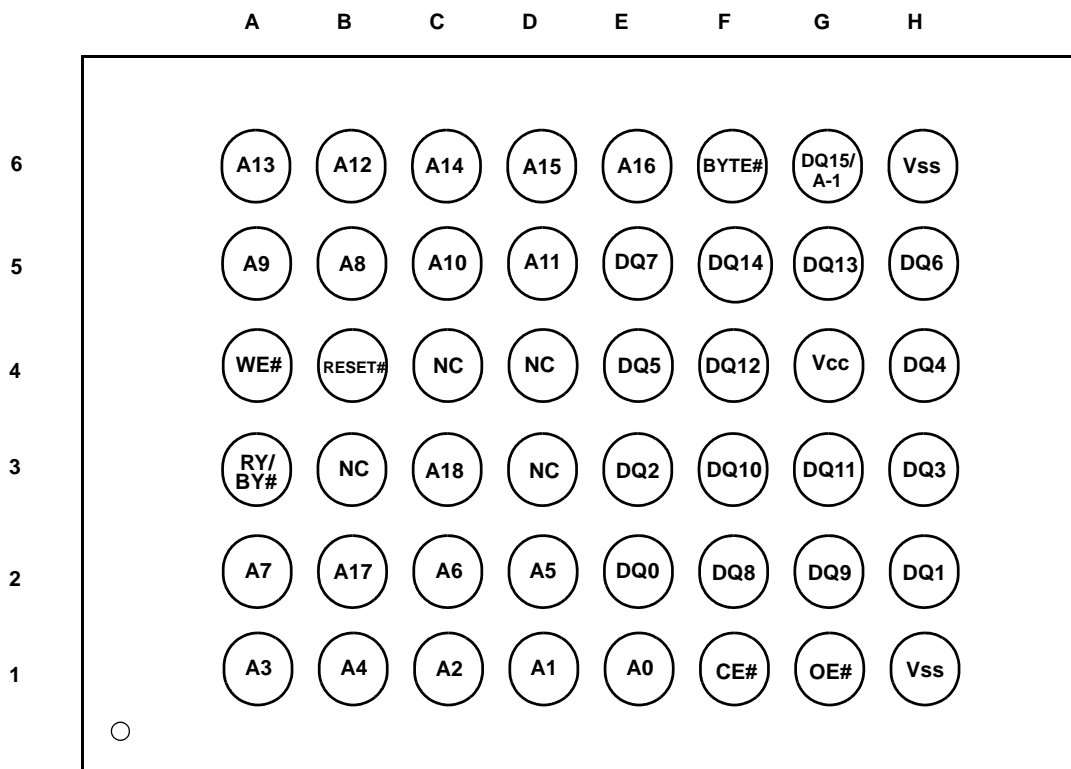 A B C D E F G H
6 A13 A12 A14 A15 A16 BYTE# DQ15/ A-1 Vss
5 A9 A8 A10 A11 DQ7 DQ14 DQ13 DQ6
4 WE# RESET# NC NC DQ5 DQ12 Vcc DQ4
3 RY/ BY# NC A18 NC DQ2 DQ10 DQ11 DQ3
2 A7 A17 A6 A5 DQ0 DQ8 DQ9 DQ1
1 A3 A4 A2 A1 A0 CE# OE# Vss